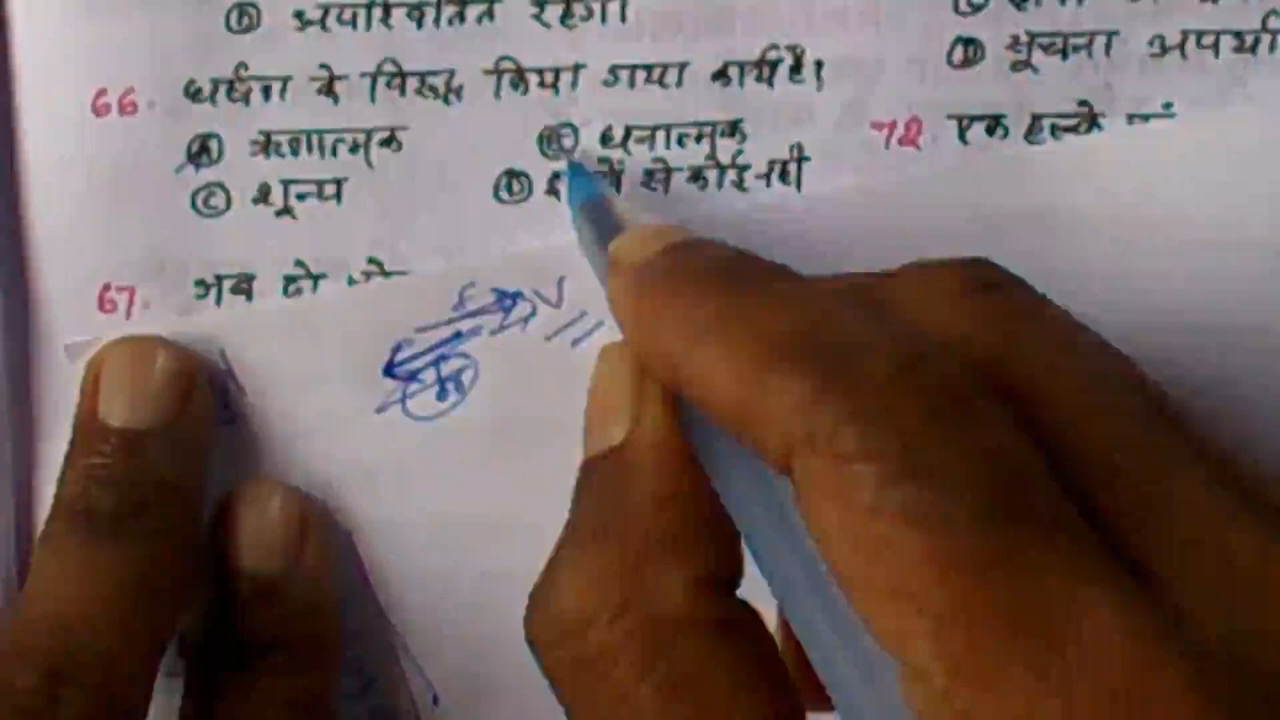 Ⓓ अपरिवर्तित रहेगा।
66. घर्षण के विरूद्ध किया गया कार्य है।
Ⓐ ऋणात्मक Ⓑ धनात्मक
Ⓒ शून्य Ⓓ इनमें से कोई नही
67. जब दो
Ⓓ सूचना अपर्या
72. एक हल्के